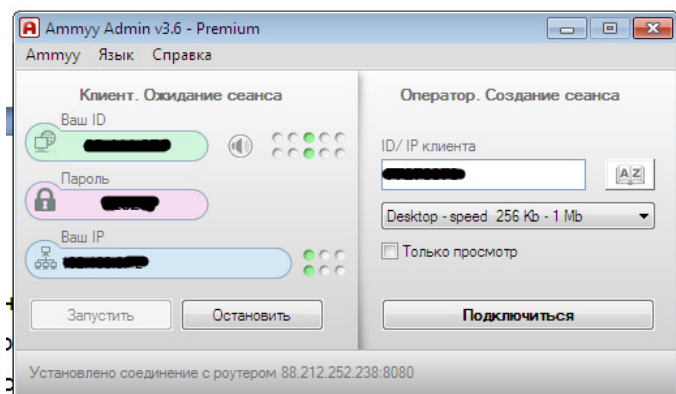 Ammyy Admin v3.6 - Premium
Ammyy Язык Справка
Клиент. Ожидание сеанса
Ваш ID
Пароль
Ваш IP
Запустить Остановить
Оператор. Создание сеанса
ID/ IP клиента
AZ
Desktop - speed 256 Kb - 1 Mb
Только просмотр
Подключиться
Установлено соединение с роутером 88.212.252.238:8080